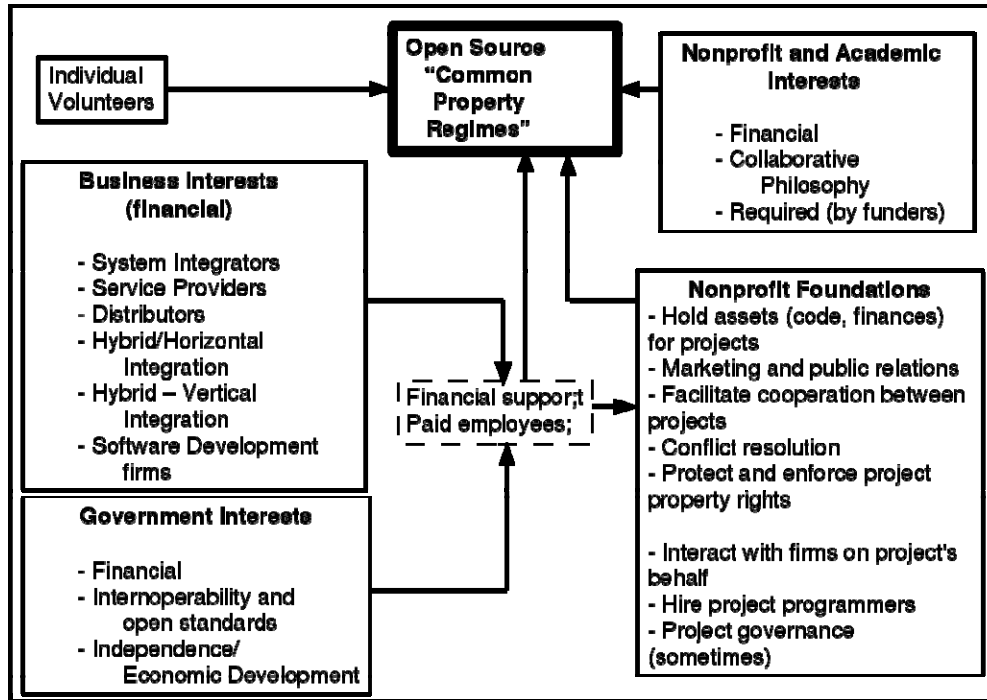 Individual
Volunteers
Open Source
“Common
Property
Regimes”
Nonprofit and Academic
Interests
- Financial
- Collaborative
Philosophy
- Required (by funders)
Business Interests
(financial)
- System Integrators
- Service Providers
- Distributors
- Hybrid/Horizontal
Integration
- Hybrid – Vertical
Integration
- Software Development
firms
Financial suppor;t
Paid employees;
Nonprofit Foundations
- Hold assets (code, finances)
for projects
- Marketing and public relations
- Facilitate cooperation between
projects
- Conflict resolution
- Protect and enforce project
property rights
- Interact with firms on project's
behalf
- Hire project programmers
- Project governance
(sometimes)
Government Interests
- Financial
- Internoperability and
open standards
- Independence/
Economic Development